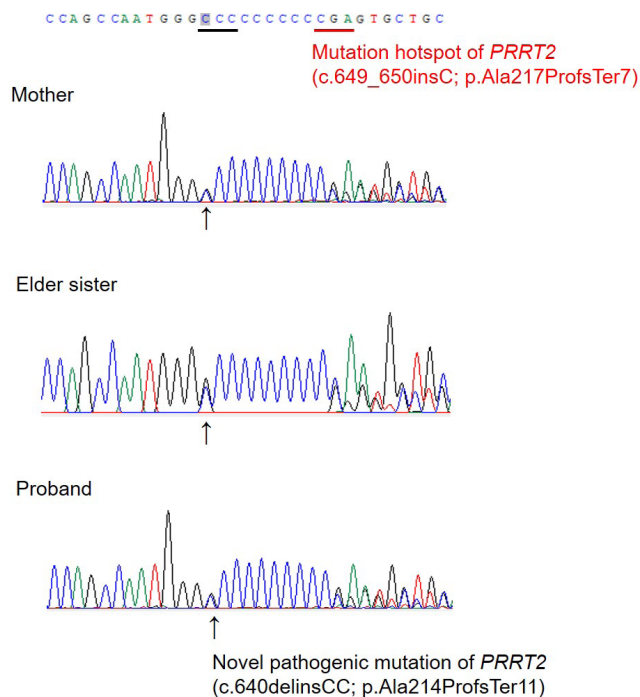 C C A G C C A A T G G G C C C C C C C C C C G A G T G C T G C
Mutation hotspot of PRRT2
(c.649_650insC; p.Ala217ProfsTer7)
Mother
↑
Elder sister
↑
Proband
↑
Novel pathogenic mutation of PRRT2
(c.640delinsCC; p.Ala214ProfsTer11)